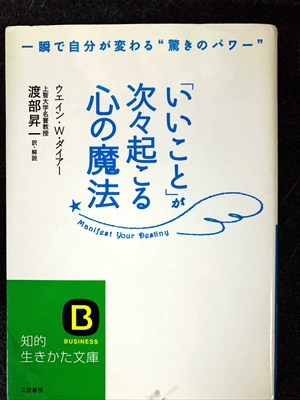 一瞬で自分が変わる“驚きのパワー”
「いいこと」が
次々起こる
心の魔法
Manifest Your Destiny
ウエイン・W・ダイアー
上智大学名誉教授
渡部昇一 訳・解説
B
BUSINESS
知的
生きかた文庫
三笠書房